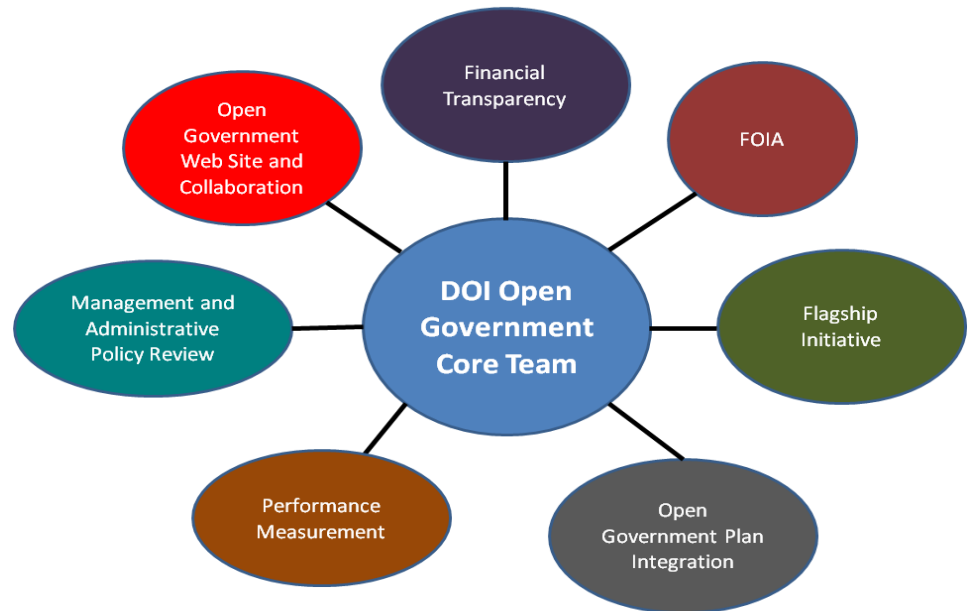 Financial
Transparency
FOIA
Open
Government
Web Site and
Collaboration
DOI Open
Government
Core Team
Management and
Administrative
Policy Review
Flagship
Initiative
Performance
Measurement
Open
Government Plan
Integration